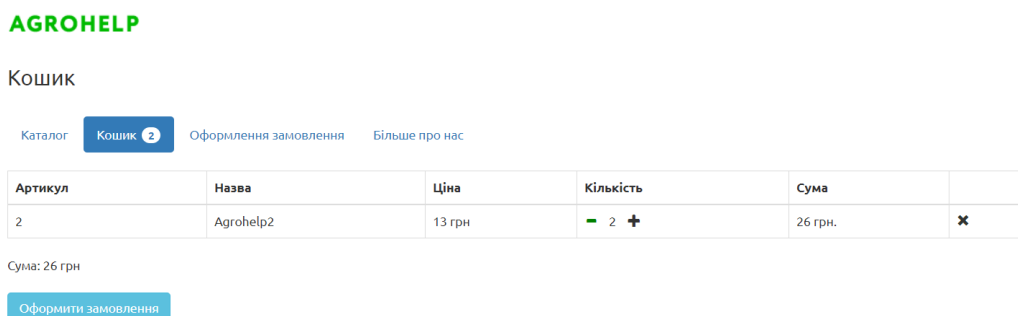 AGROHELP
Кошик
Каталог Кошик 2 Оформлення замовлення Більше про нас
Артикул Назва Ціна Кількість Сума
2 Agrohelp2 13 грн 2 26 грн.
Сума: 26 грн
Оформити замовлення